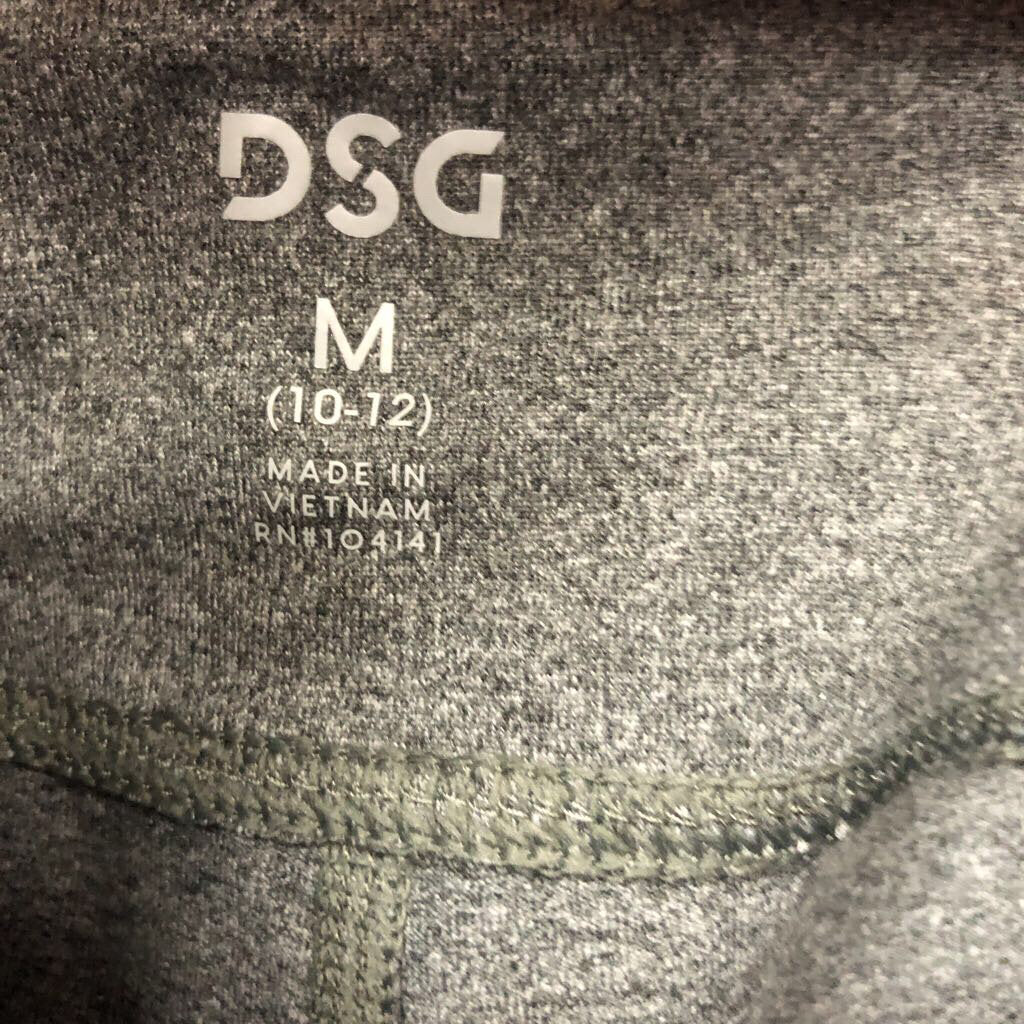 DSG
M
(10-12)
MADE IN
VIETNAM
RN#104141